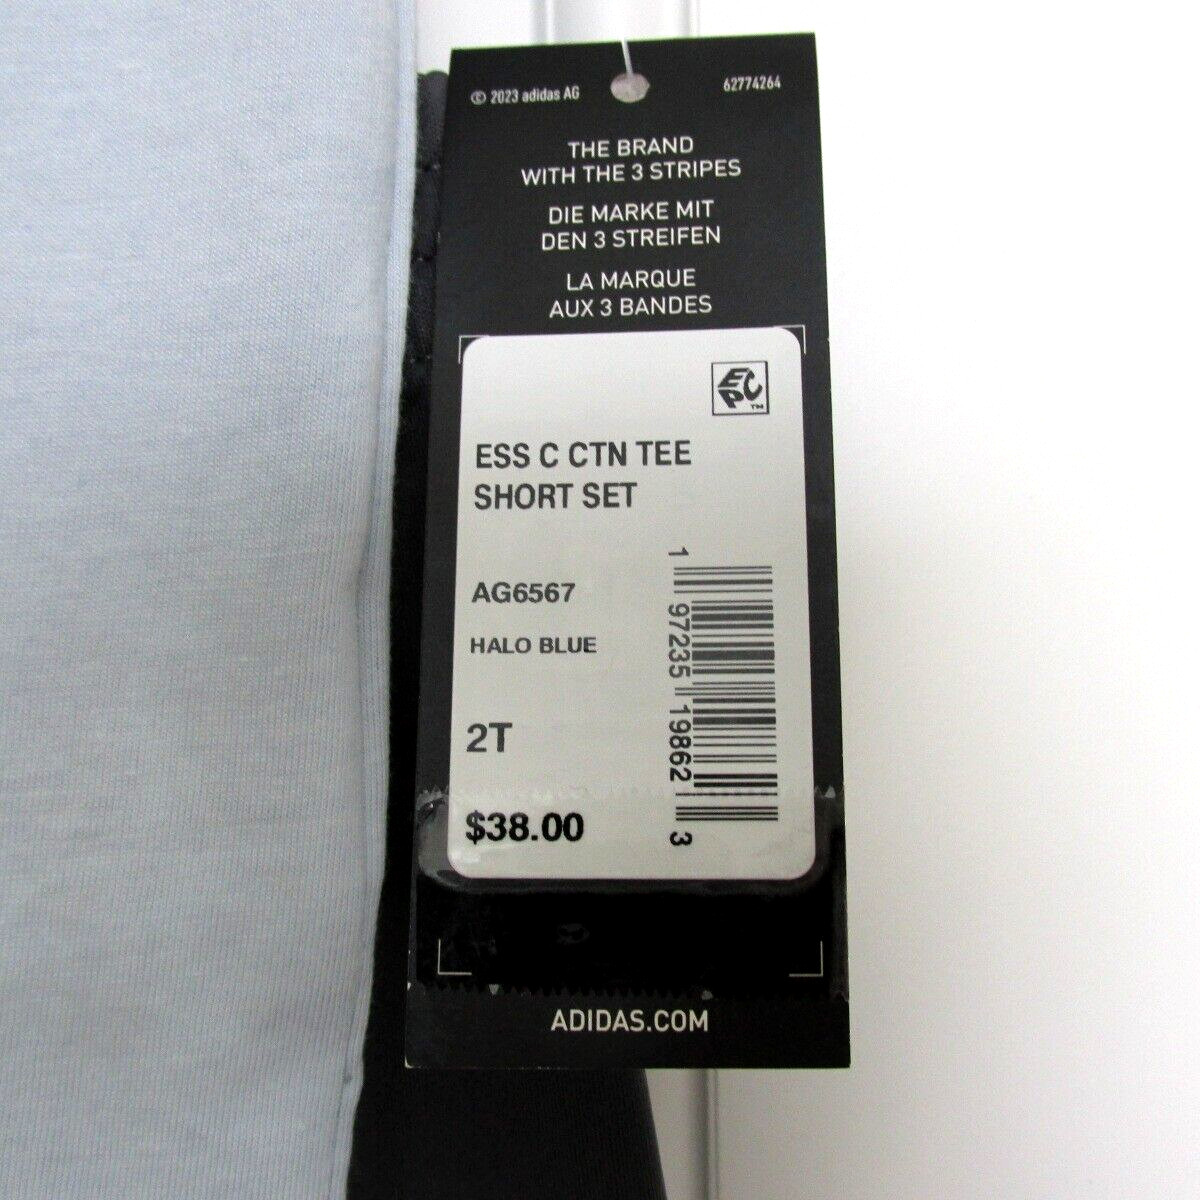 © 2023 adidas AG
62774264
THE BRAND
WITH THE 3 STRIPES
DIE MARKE MIT
DEN 3 STREIFEN
LA MARQUE
AUX 3 BANDES
EPC™
ESS C CTN TEE
SHORT SET
AG6567
HALO BLUE
2T
$38.00
1 97235 19862 3
ADIDAS.COM